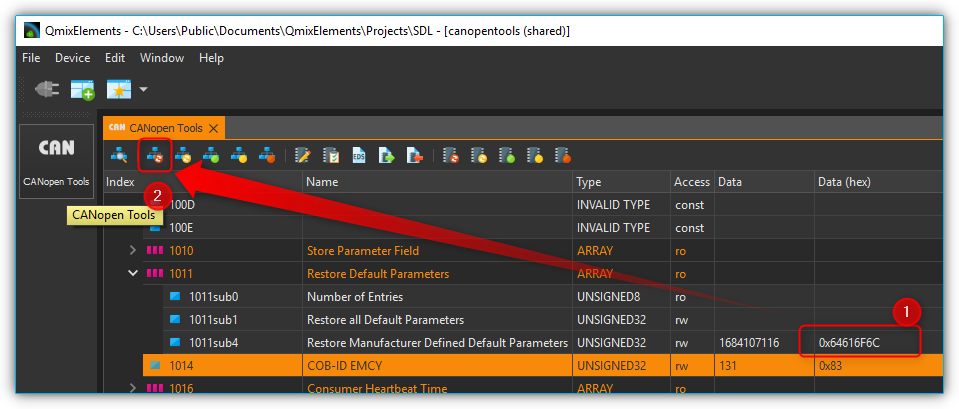 QmixElements - C:\Users\Public\Documents\QmixElements\Projects\SDL - [canopentools (shared)]
File Device Edit Window Help
CAN CANopen Tools
CAN
CANopen Tools
EDS
Index Name Type Access Data Data (hex)
2
100D INVALID TYPE const
CANopen Tools
100E INVALID TYPE const
1010 Store Parameter Field ARRAY ro
1011 Restore Default Parameters ARRAY ro
1011sub0 Number of Entries UNSIGNED8 ro
1
1011sub1 Restore all Default Parameters UNSIGNED32 rw
1011sub4 Restore Manufacturer Defined Default Parameters UNSIGNED32 rw 1684107116 0x64616F6C
1014 COB-ID EMCY UNSIGNED32 rw 131 0x83
1016 Consumer Heartbeat Time ARRAY ro